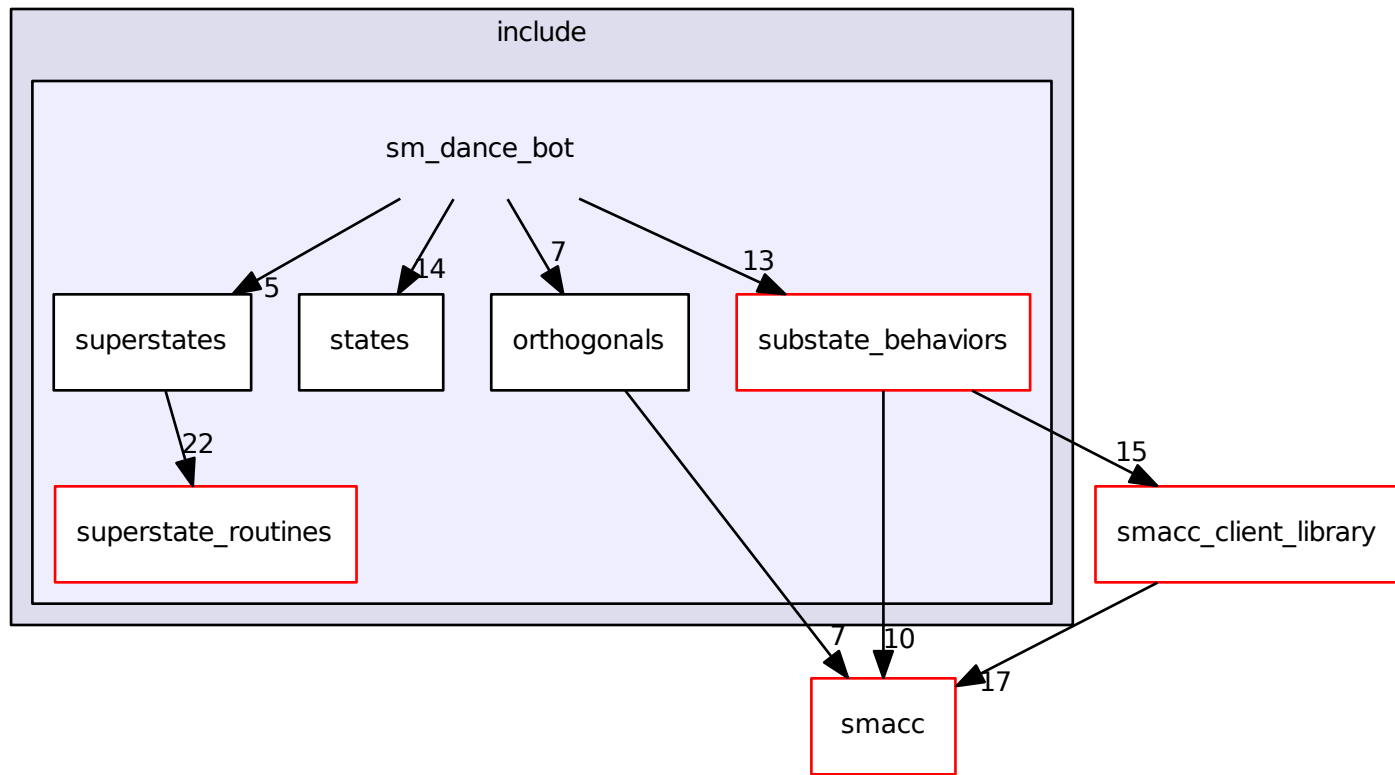 include
sm_dance_bot
5
14
7
13
superstates
states
orthogonals
substate_behaviors
22
15
superstate_routines
smacc_client_library
7
10
17
smacc